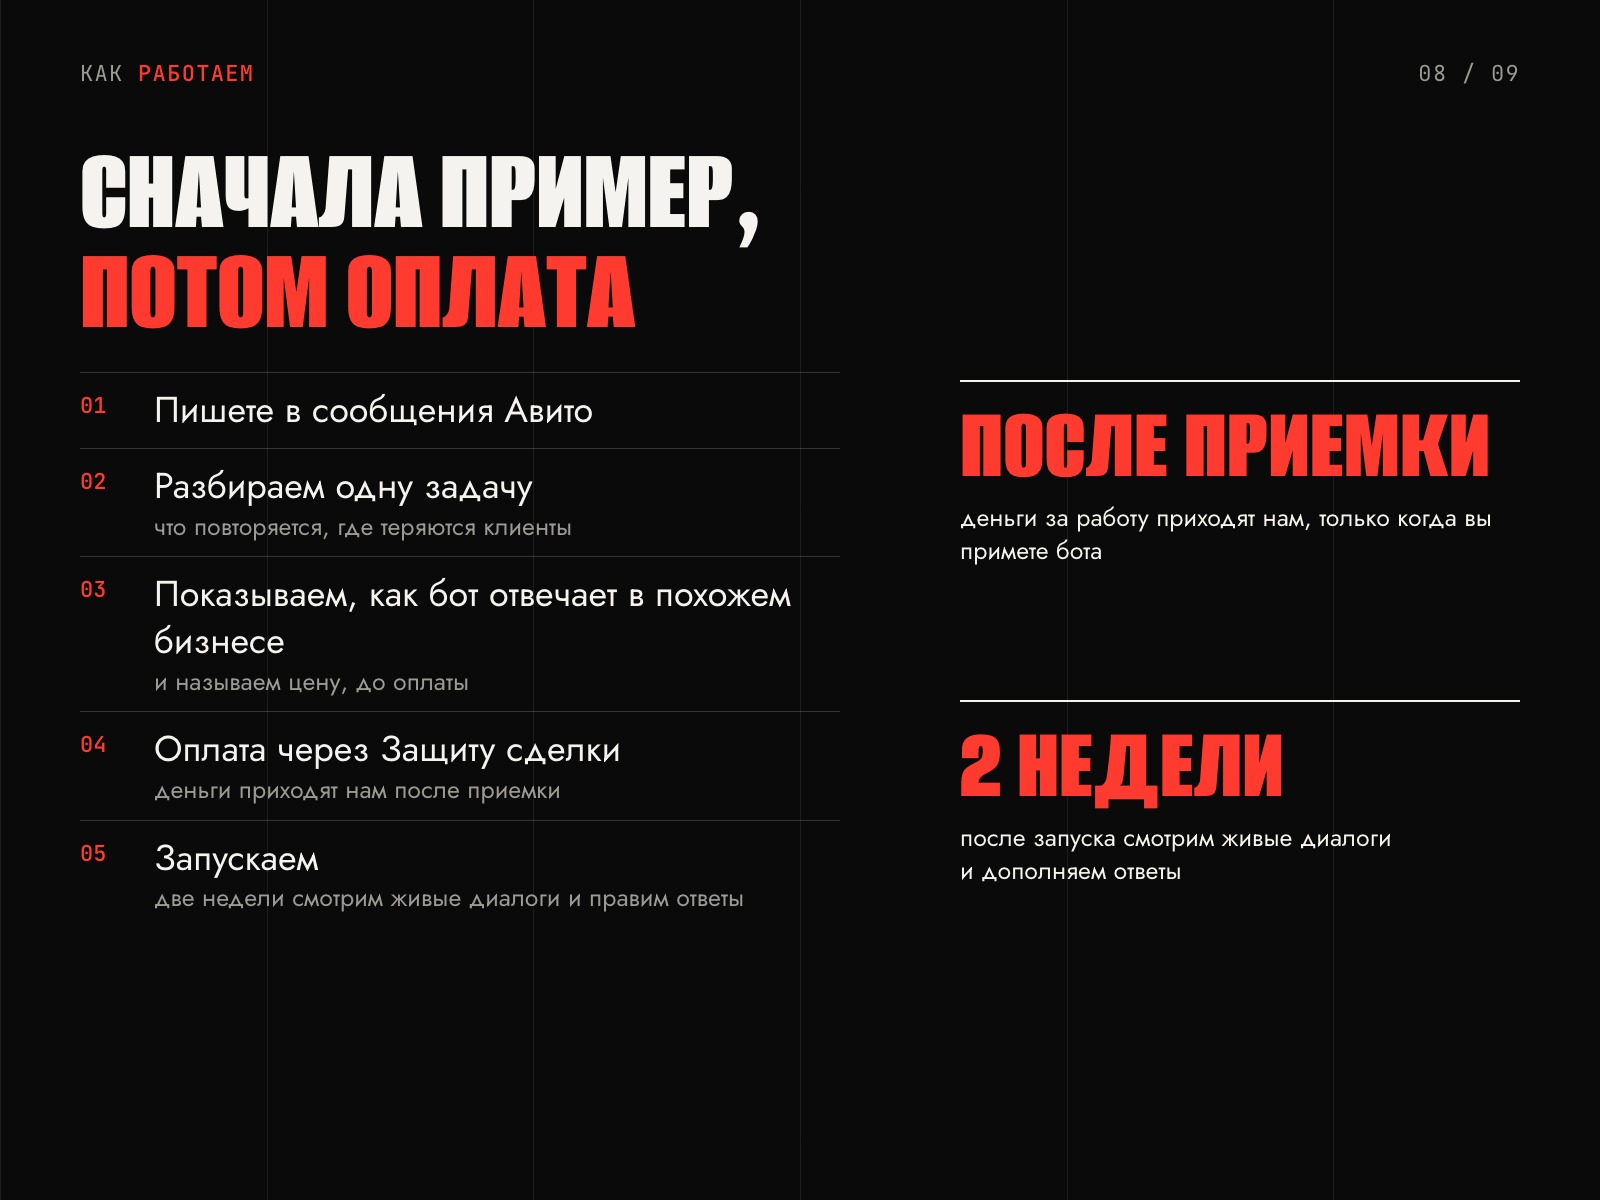 КАК РАБОТАЕМ
08 / 09
СНАЧАЛА ПРИМЕР,
ПОТОМ ОПЛАТА
01 Пишете в сообщения Авито
02 Разбираем одну задачу
что повторяется, где теряются клиенты
03 Показываем, как бот отвечает в похожем
бизнесе
и называем цену, до оплаты
04 Оплата через Защиту сделки
деньги приходят нам после приемки
05 Запускаем
две недели смотрим живые диалоги и правим ответы
ПОСЛЕ ПРИЕМКИ
деньги за работу приходят нам, только когда вы
примете бота
2 НЕДЕЛИ
после запуска смотрим живые диалоги
и дополняем ответы